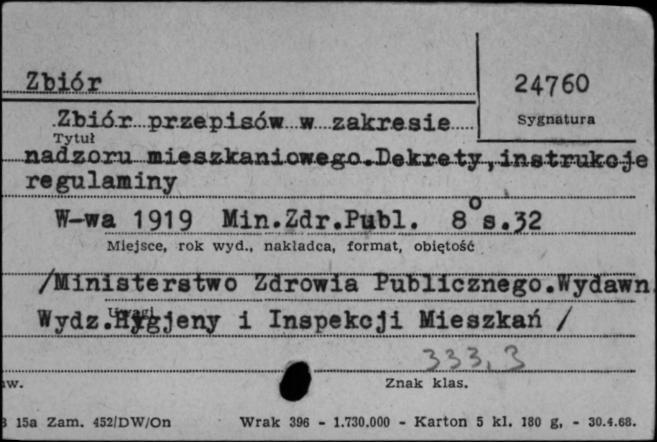 Zbiór
24760
Sygnatura
Zbiór przepisów w zakresie
Tytuł
nadzoru mieszkaniowego.Dekrety,instrukcje
regulaminy
W-wa 1919 Min.Zdr.Publ. 8° s.32
Miejsce, rok wyd., nakładca, format, objętość
/Ministerstwo Zdrowia Publicznego.Wydawn.
Uwagi
Wydz.Hygjeny i Inspekcji Mieszkań /
333,3
Znak klas.
15a Zam. 452/DW/On Wrak 396 - 1.730.000 - Karton 5 kl. 180 g, - 30.4.68.